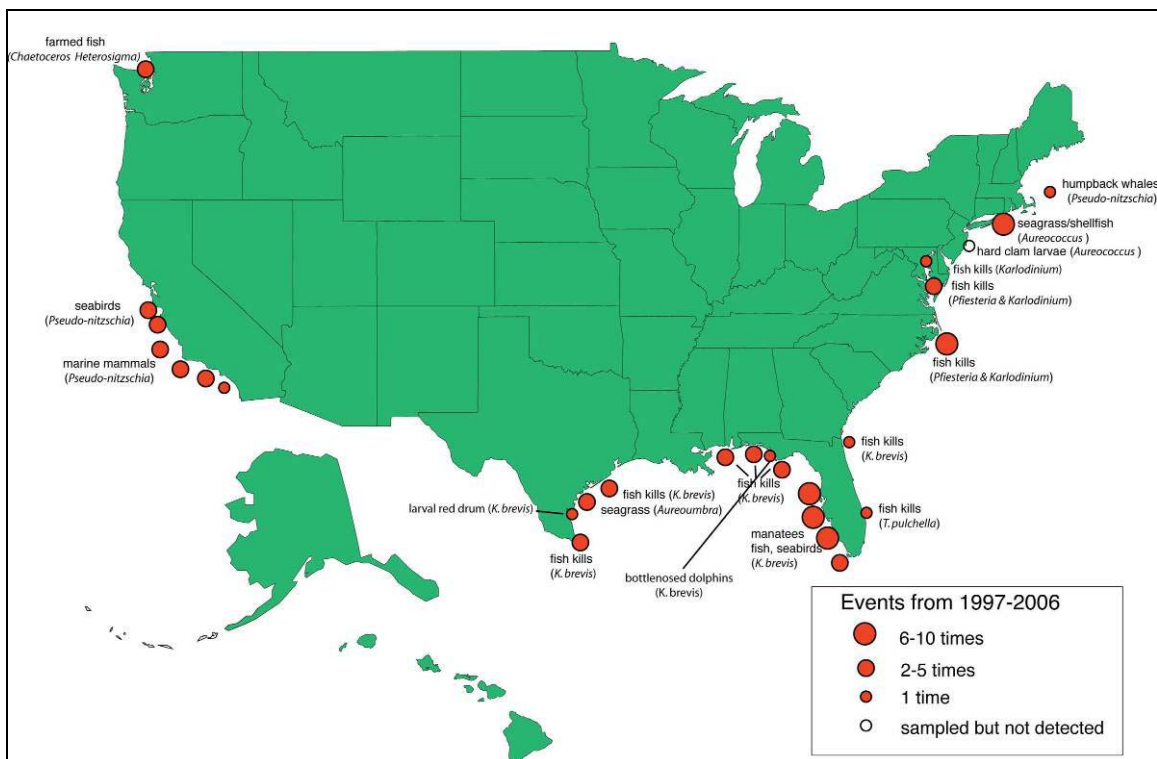 farmed fish
(Chaetoceros Heterosigma)
humpback whales
(Pseudo-nitzschia)
seagrass/shellfish
(Aureococcus )
hard clam larvae (Aureococcus )
fish kills (Karlodinium)
fish kills
(Pfiesteria & Karlodinium)
seabirds
(Pseudo-nitzschia)
marine mammals
(Pseudo-nitzschia)
fish kills
(Pfiesteria & Karlodinium)
fish kills
(K. brevis)
fish kills
(K. brevis)
fish kills (K. brevis)
seagrass (Aureoumbra)
larval red drum (K. brevis)
fish kills
(K. brevis)
fish kills
(T. pulchella)
manatees
fish, seabirds
(K. brevis)
bottlenosed dolphins
(K. brevis)
Events from 1997-2006
6-10 times
2-5 times
1 time
sampled but not detected